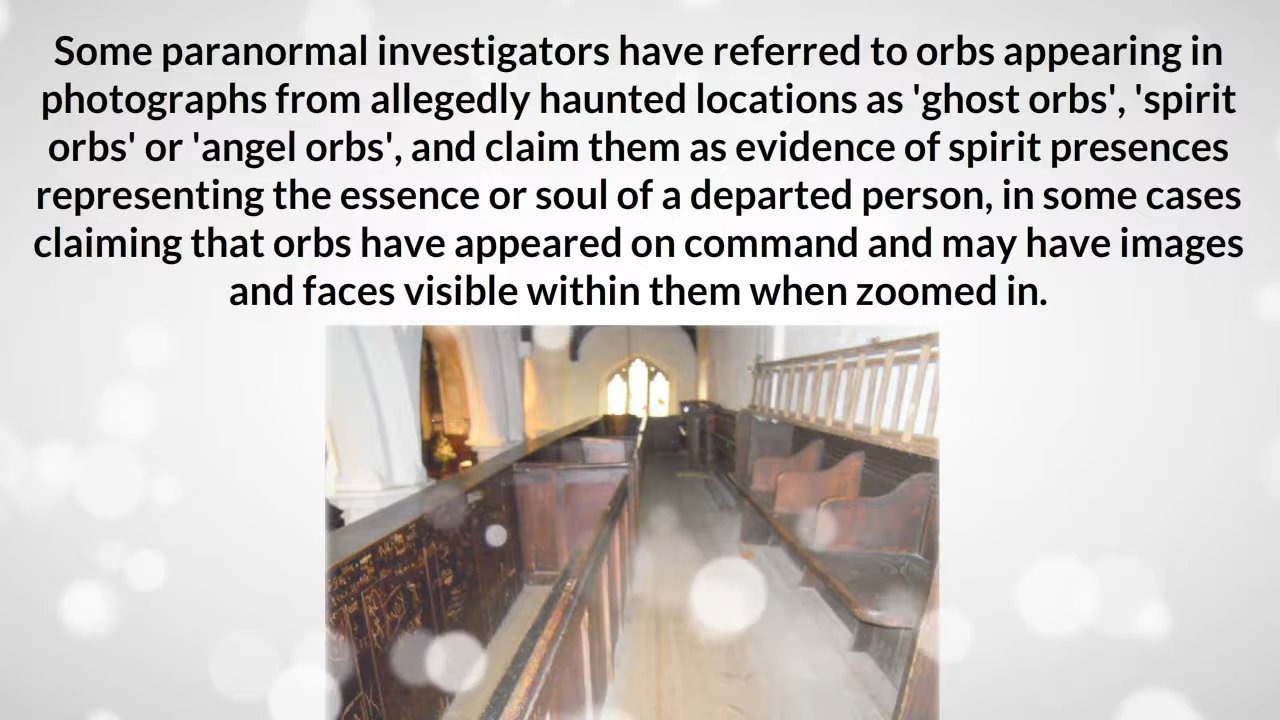 Some paranormal investigators have referred to orbs appearing in
photographs from allegedly haunted locations as 'ghost orbs', 'spirit
orbs' or 'angel orbs', and claim them as evidence of spirit presences
representing the essence or soul of a departed person, in some cases
claiming that orbs have appeared on command and may have images
and faces visible within them when zoomed in.